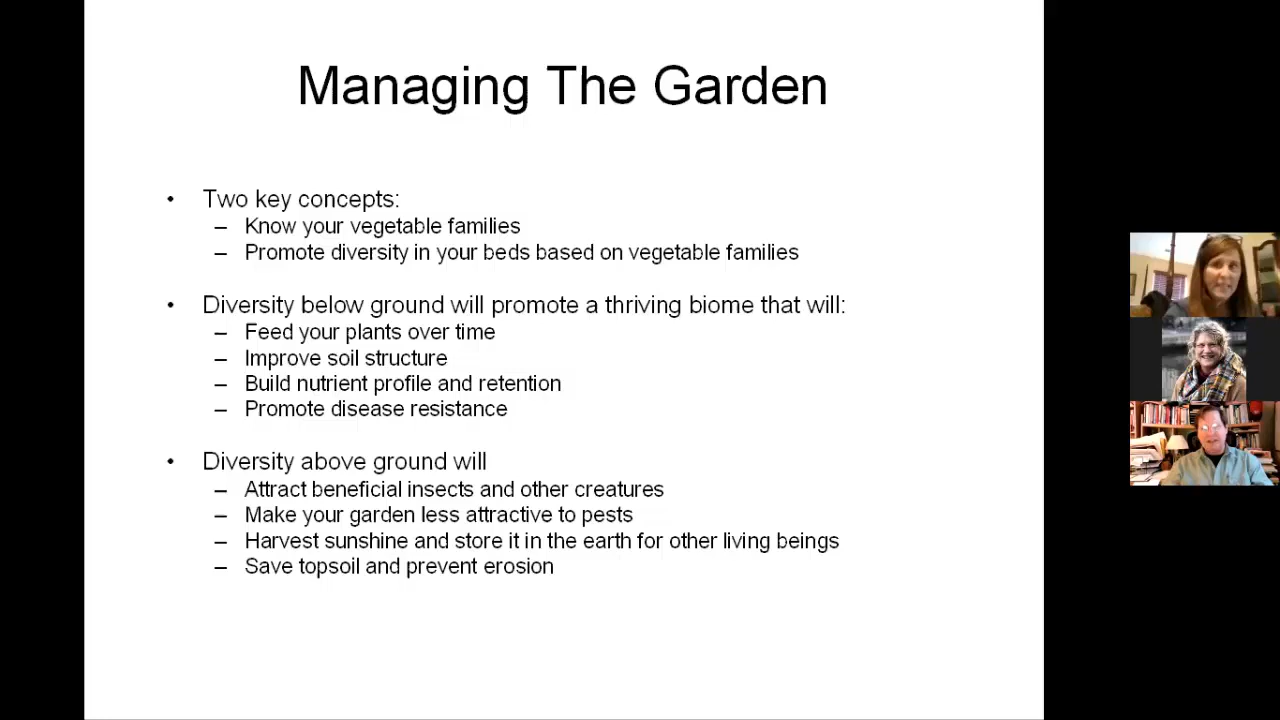 Managing The Garden
• Two key concepts:
– Know your vegetable families
– Promote diversity in your beds based on vegetable families
• Diversity below ground will promote a thriving biome that will:
– Feed your plants over time
– Improve soil structure
– Build nutrient profile and retention
– Promote disease resistance
• Diversity above ground will
– Attract beneficial insects and other creatures
– Make your garden less attractive to pests
– Harvest sunshine and store it in the earth for other living beings
– Save topsoil and prevent erosion